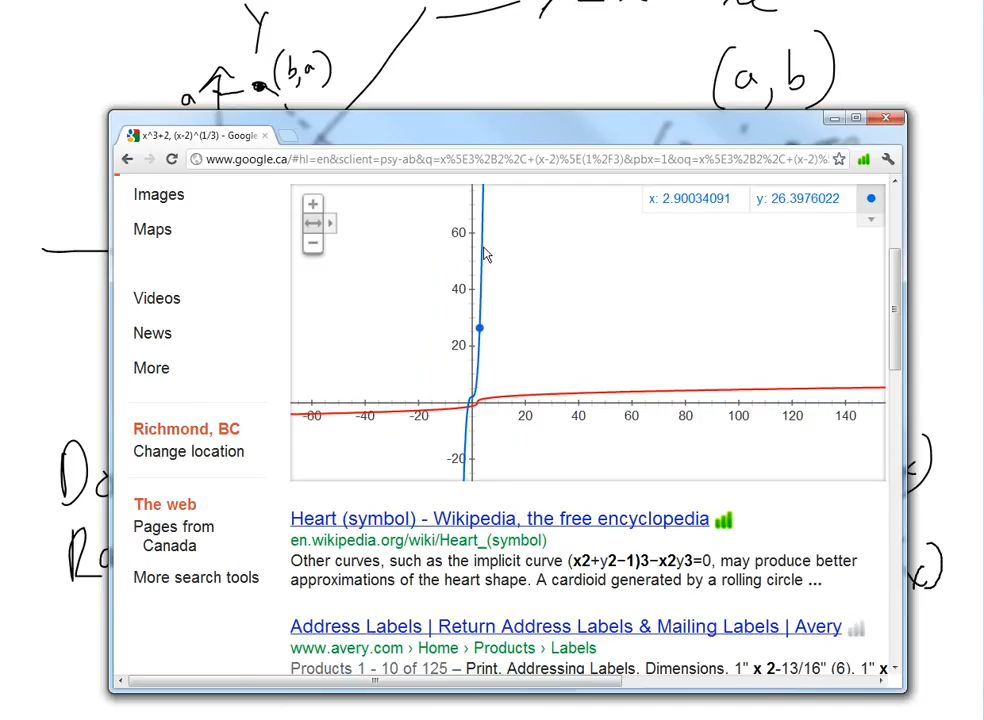 Y
(b,a)
a
(a,b)
x^3+2, (x-2)^(1/3) - Google
www.google.ca/#hl=en&sclient=psy-ab&q=x%5E3%2B2%2C+(x-2)%5E(1%2F3)&pbx=1&oq=x%5E3%2B2%2C+(x-2)%
Images
Maps
Videos
News
More
Richmond, BC
Change location
The web
Pages from
Canada
More search tools
x: 2.90034091 y: 26.3976022
60
40
20
-60 -40 -20 20 40 60 80 100 120 140
-20
Heart (symbol) - Wikipedia, the free encyclopedia
en.wikipedia.org/wiki/Heart_(symbol)
Other curves, such as the implicit curve (x2+y2−1)3−x2y3=0, may produce better
approximations of the heart shape. A cardioid generated by a rolling circle ...
Address Labels | Return Address Labels & Mailing Labels | Avery
www.avery.com › Home › Products › Labels
Products 1 - 10 of 125 – Print. Addressing Labels. Dimensions. 1" x 2-13/16" (6). 1" x